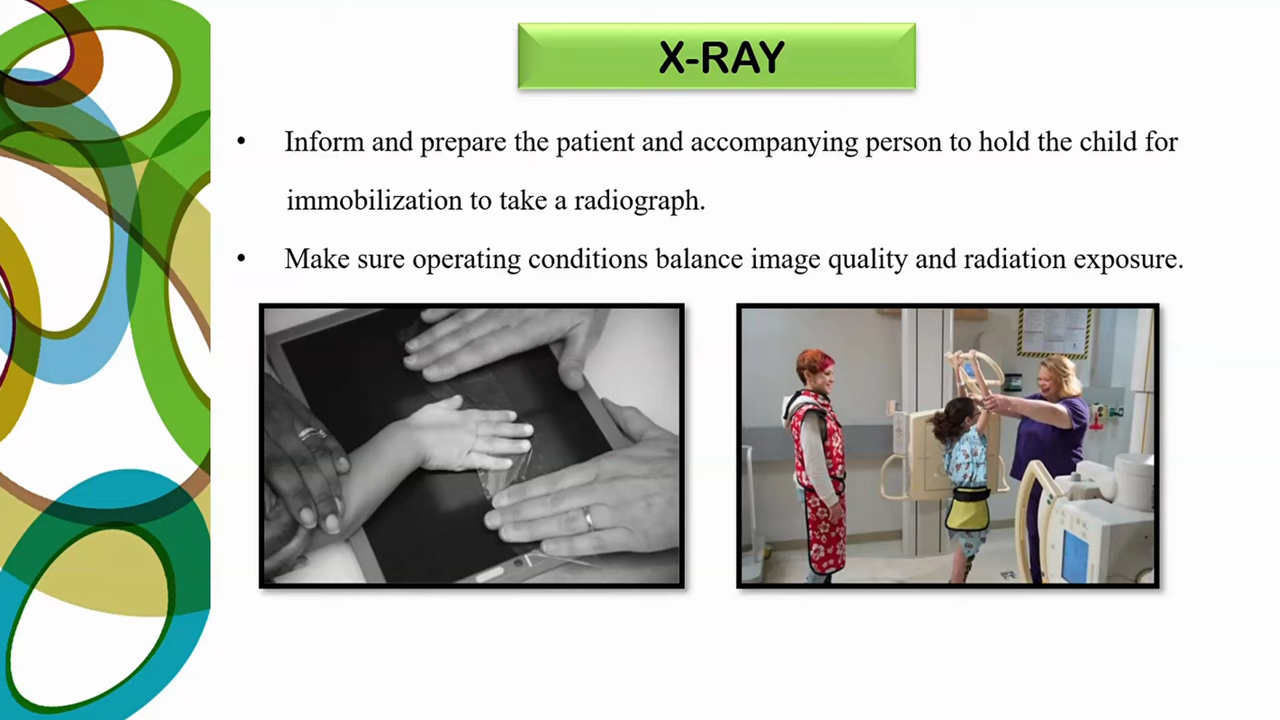 X-RAY
• Inform and prepare the patient and accompanying person to hold the child for
immobilization to take a radiograph.
• Make sure operating conditions balance image quality and radiation exposure.